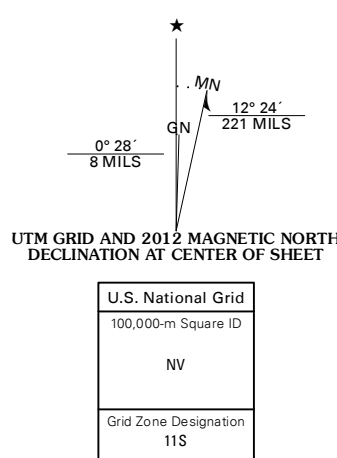 ★
MN
GN
12° 24´
221 MILS
0° 28´
8 MILS
UTM GRID AND 2012 MAGNETIC NORTH
DECLINATION AT CENTER OF SHEET
U.S. National Grid
100,000-m Square ID
NV
Grid Zone Designation
11S